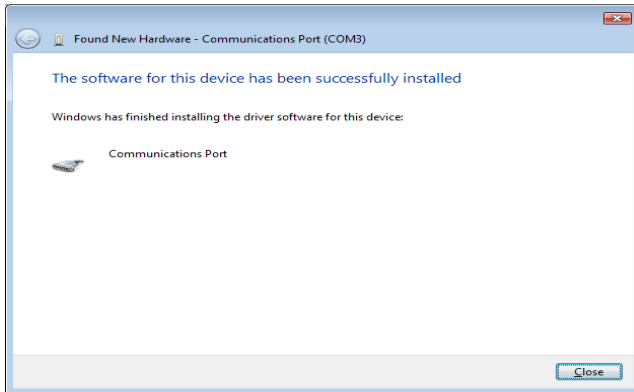 Found New Hardware - Communications Port (COM3)
The software for this device has been successfully installed
Windows has finished installing the driver software for this device:
Communications Port
Close